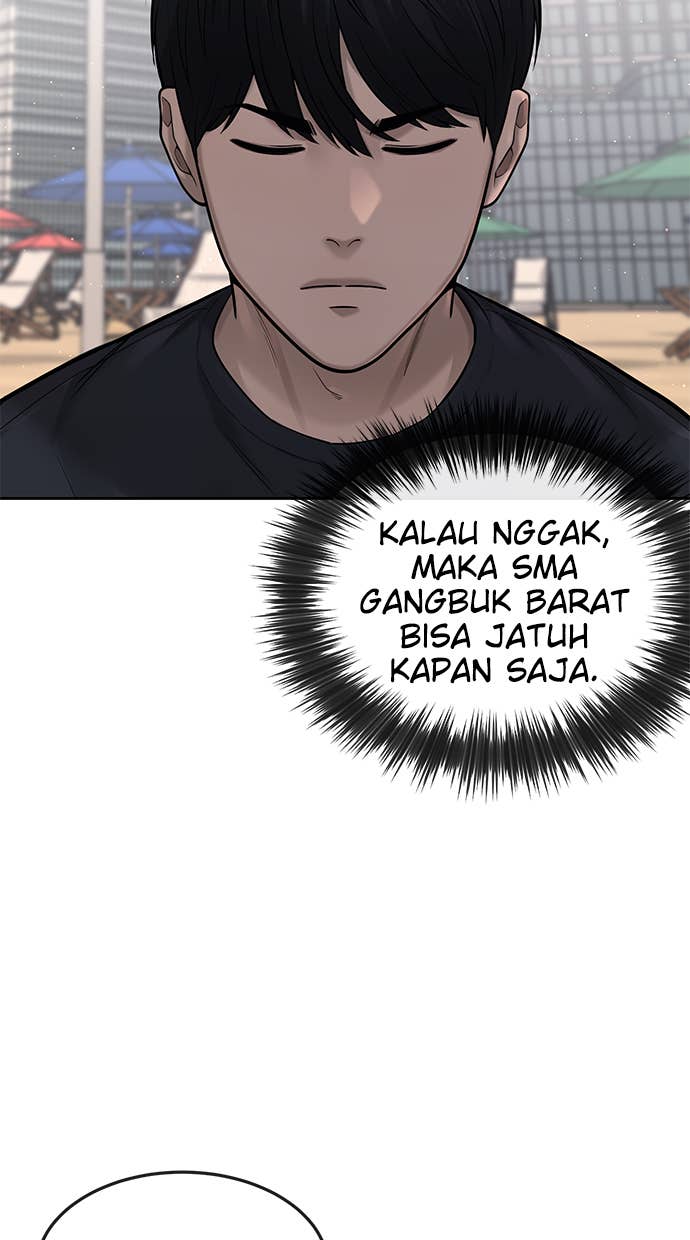 KALAU NGGAK,
MAKA SMA
GANGBUK BARAT
BISA JATUH
KAPAN SAJA.